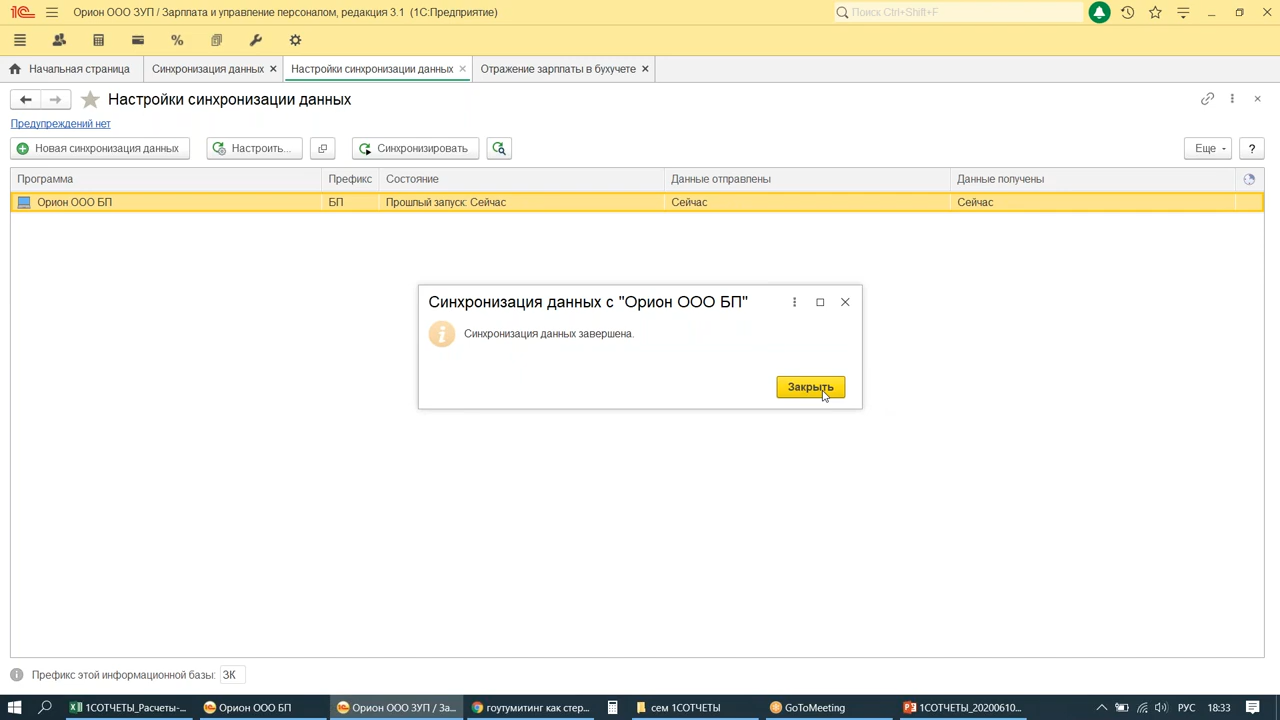 Орион ООО ЗУП / Зарплата и управление персоналом, редакция 3.1 (1С:Предприятие)
Поиск Ctrl+Shift+F
Начальная страница
Синхронизация данных
Настройки синхронизации данных
Отражение зарплаты в бухучете
Настройки синхронизации данных
Предупреждений нет
Новая синхронизация данных
Настроить...
Синхронизировать
Еще
?
Программа Префикс Состояние Данные отправлены Данные получены
Орион ООО БП БП Прошлый запуск: Сейчас Сейчас Сейчас
Синхронизация данных с "Орион ООО БП"
Синхронизация данных завершена.
Закрыть
Префикс этой информационной базы: ЗК
1СОТЧЕТЫ_Расчеты-...
Орион ООО БП
Орион ООО ЗУП / За...
гоутумитинг как стер...
сем 1СОТЧЕТЫ
GoToMeeting
1СОТЧЕТЫ_20200610...
РУС
18:33